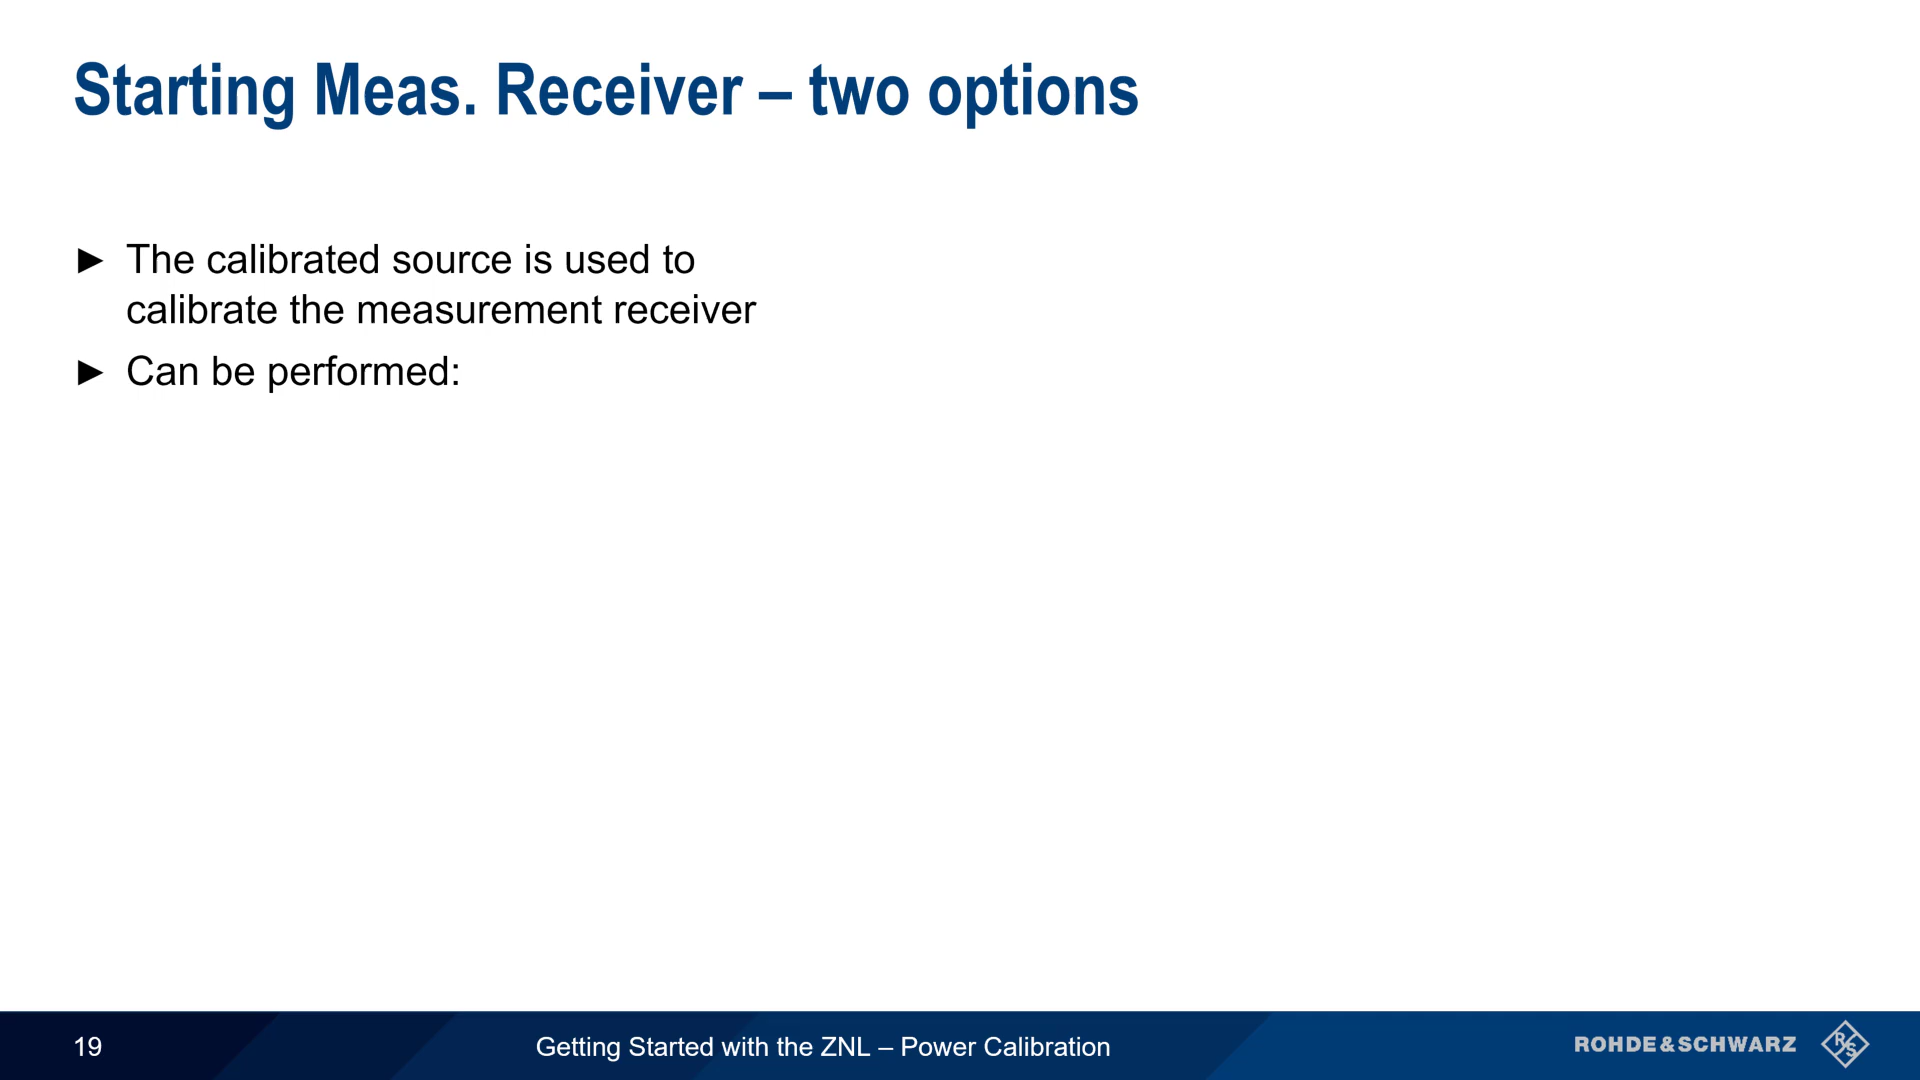 Starting Meas. Receiver – two options
► The calibrated source is used to
calibrate the measurement receiver
► Can be performed:
19
Getting Started with the ZNL – Power Calibration
ROHDE&SCHWARZ
R&S